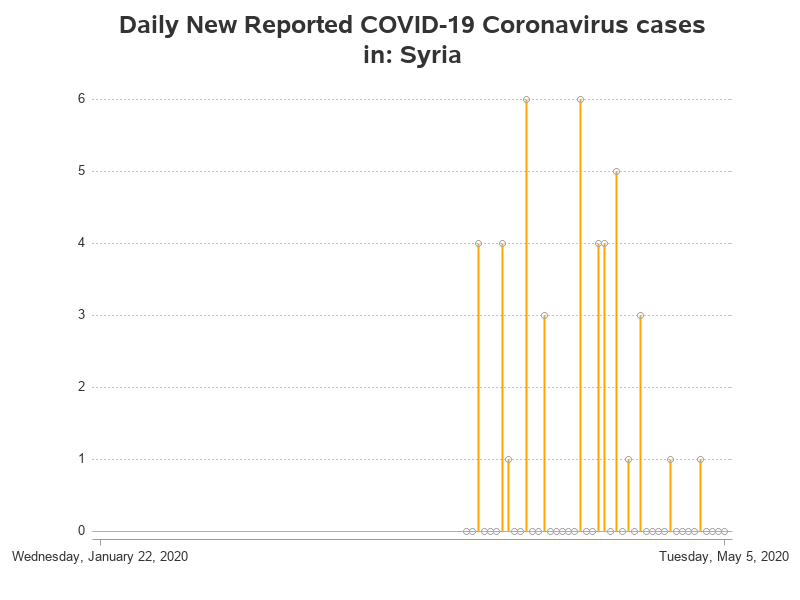 Daily New Reported COVID-19 Coronavirus cases
in: Syria
6
5
4
3
2
1
0
Wednesday, January 22, 2020
Tuesday, May 5, 2020